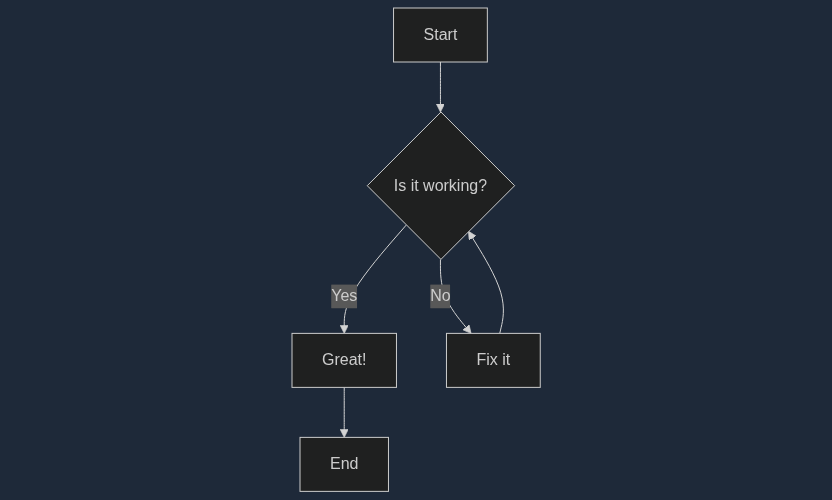 Start
Is it working?
Yes
No
Great!
Fix it
End